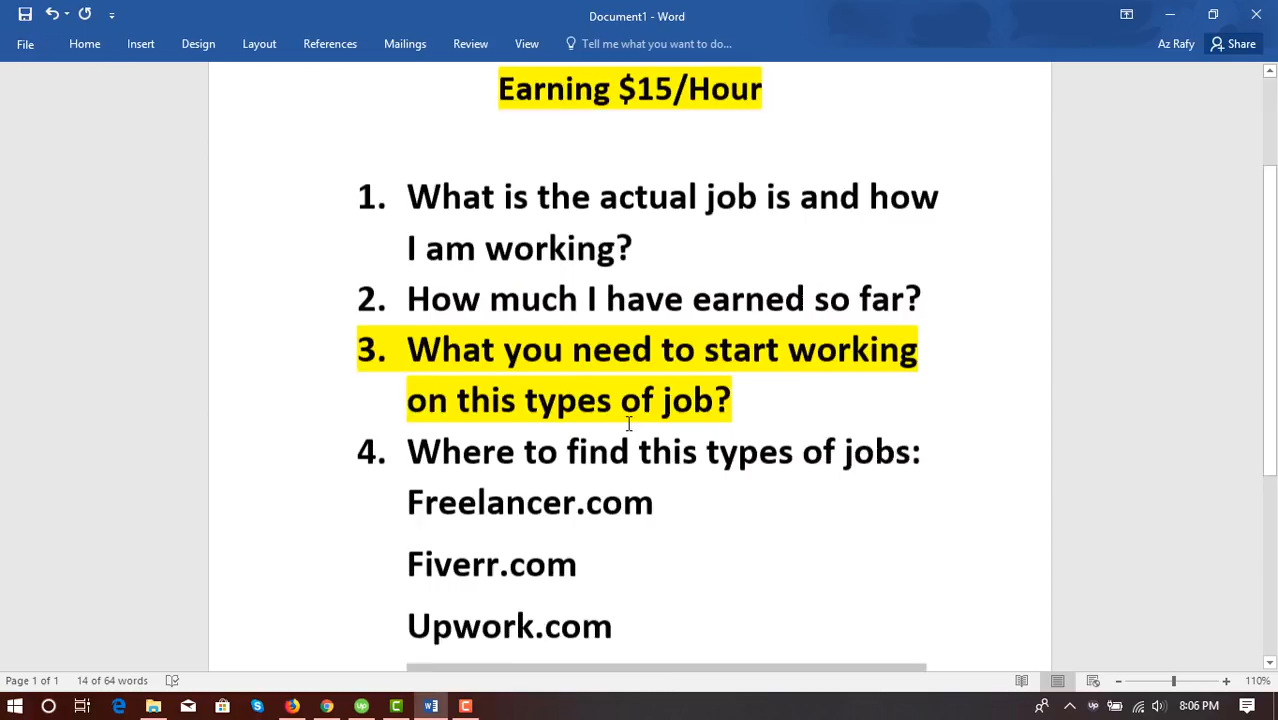 Document1 - Word
File Home Insert Design Layout References Mailings Review View Tell me what you want to do... Az Rafy Share
Earning $15/Hour
1. What is the actual job is and how
I am working?
2. How much I have earned so far?
3. What you need to start working
on this types of job?
4. Where to find this types of jobs:
Freelancer.com
Fiverr.com
Upwork.com
Page 1 of 1 14 of 64 words 110%
8:06 PM